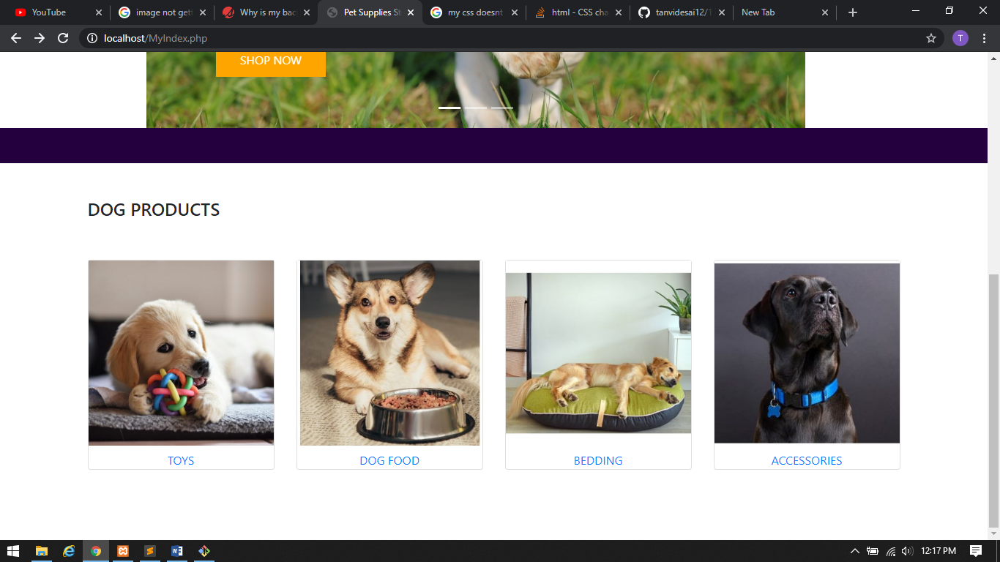 YouTube
image not gett
Why is my bac
Pet Supplies St
my css doesnt
html - CSS cha
tanvidesai12/
New Tab
localhost/MyIndex.php
T
SHOP NOW
DOG PRODUCTS
TOYS
DOG FOOD
BEDDING
ACCESSORIES
12:17 PM